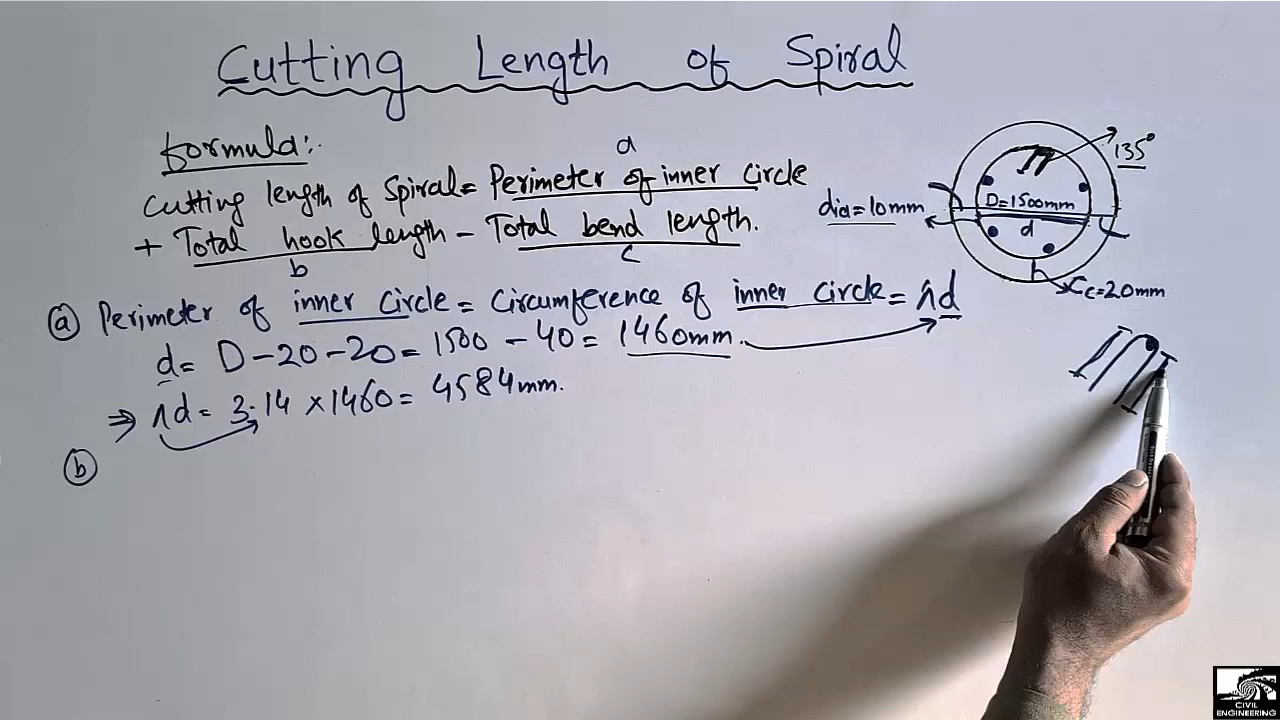 Cutting Length of Spiral
formula:-
a
Cutting length of Spiral = Perimeter of inner circle
+ Total hook length - Total bend length.
b
c
135°
dia = 10mm
D=1500mm
d
Cc=20mm
ⓐ Perimeter of inner circle = Circumference of inner circle = πd
d = D - 20 - 20 = 1500 - 40 = 1460mm.
⇒ πd = 3.14 × 1460 = 4584mm.
ⓑ
CIVIL
ENGINEERING